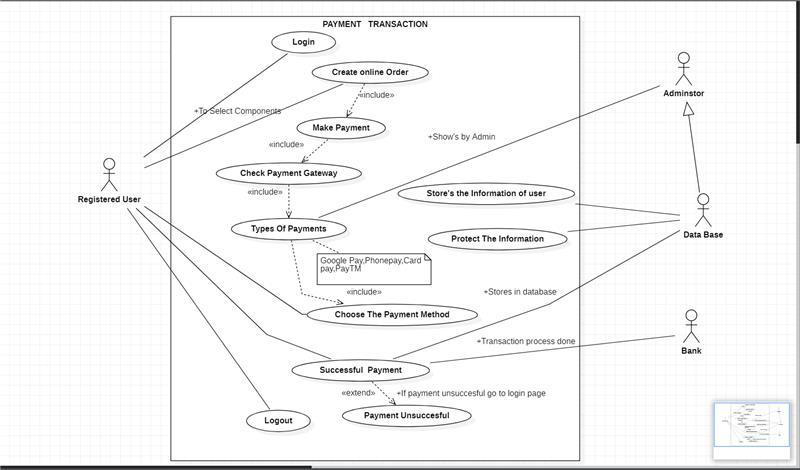 PAYMENT TRANSACTION
Login
Create online Order
«include»
+To Select Components
Make Payment
Adminstor
+Show's by Admin
«include»
Check Payment Gateway
Registered User
«include»
Store's the Information of user
Types Of Payments
Data Base
Protect The Information
Google Pay,Phonepay,Card
pay,PayTM
«include»
+Stores in database
Choose The Payment Method
+Transaction process done
Bank
Successful Payment
«extend»
+If payment unsuccesful go to login page
Payment Unsuccesful
Logout